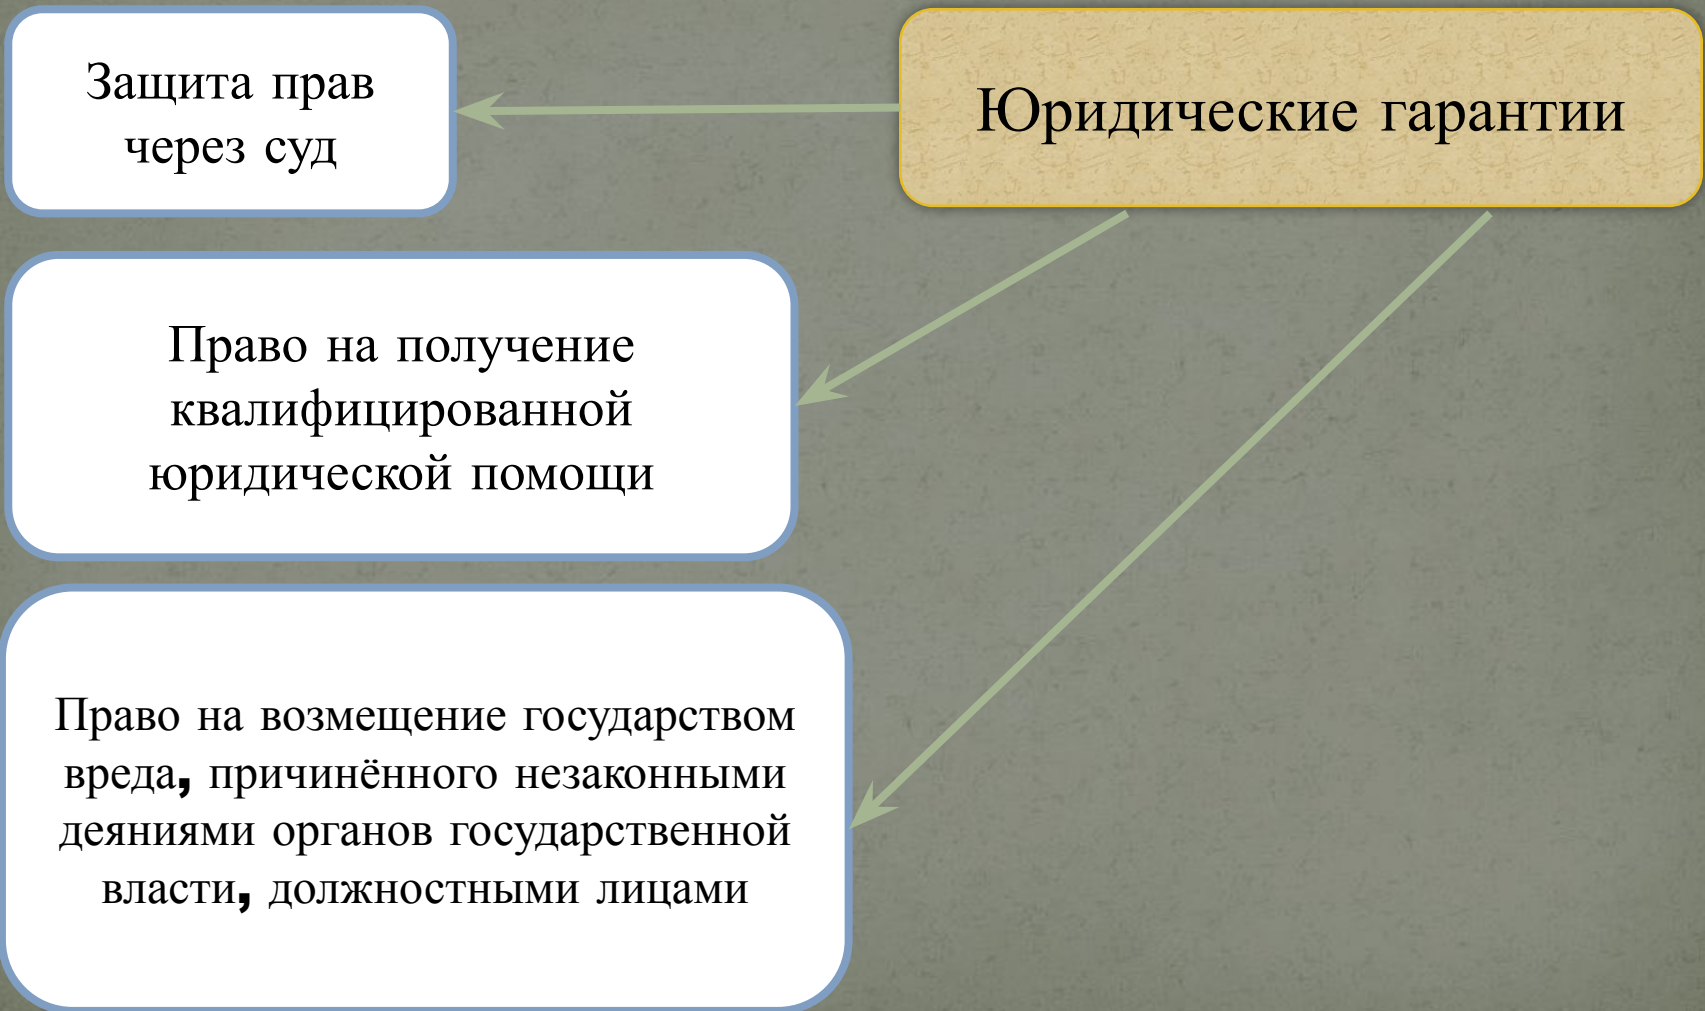 Защита прав
через суд
Юридические гарантии
Право на получение
квалифицированной
юридической помощи
Право на возмещение государством
вреда, причинённого незаконными
деяниями органов государственной
власти, должностными лицами